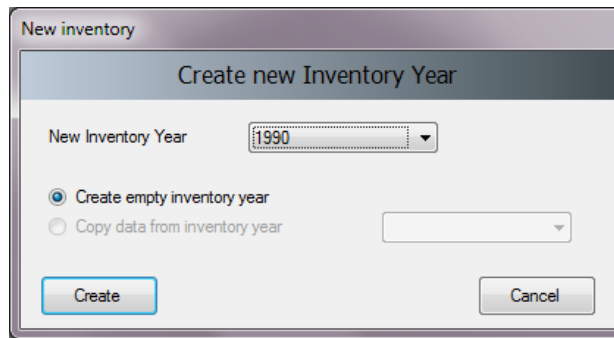 New inventory
Create new Inventory Year
New Inventory Year 1990
Create empty inventory year
Copy data from inventory year
Create Cancel